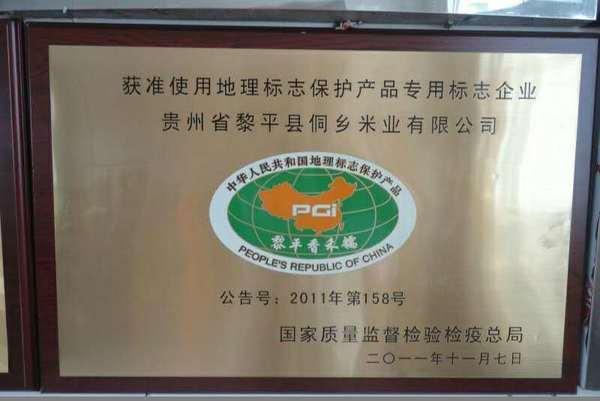 获准使用地理标志保护产品专用标志企业
贵州省黎平县侗乡米业有限公司
中华人民共和国地理标志保护产品
PGI
黎平香禾糯
PEOPLE'S REPUBLIC OF CHINA
公告号：2011年第158号
国家质量监督检验检疫总局
二〇一一年十一月七日